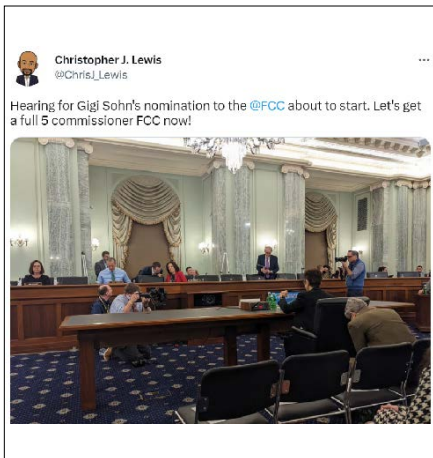 Christopher J. Lewis
@ChrisJ_Lewis
Hearing for Gigi Sohn's nomination to the @FCC about to start. Let's get
a full 5 commissioner FCC now!